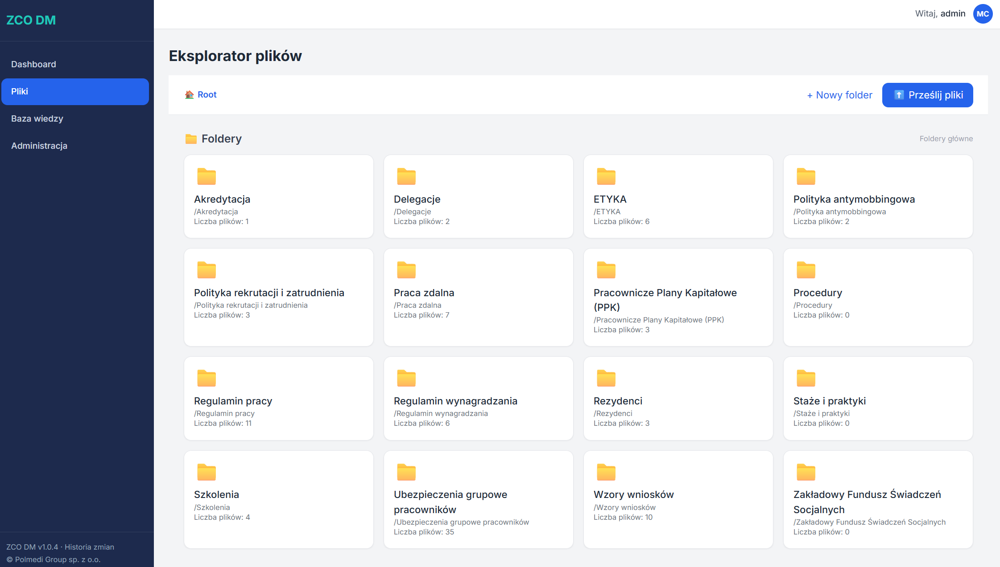 ZCO DM
Witaj, admin
MC
Dashboard
Pliki
Baza wiedzy
Administracja
Eksplorator plików
Root
+ Nowy folder
Prześlij pliki
Foldery
Foldery główne
Akredytacja
/Akredytacja
Liczba plików: 1
Delegacje
/Delegacje
Liczba plików: 2
ETYKA
/ETYKA
Liczba plików: 6
Polityka antymobbingowa
/Polityka antymobbingowa
Liczba plików: 2
Polityka rekrutacji i zatrudnienia
/Polityka rekrutacji i zatrudnienia
Liczba plików: 3
Praca zdalna
/Praca zdalna
Liczba plików: 7
Pracownicze Plany Kapitałowe
(PPK)
/Pracownicze Plany Kapitałowe (PPK)
Liczba plików: 3
Procedury
/Procedury
Liczba plików: 0
Regulamin pracy
/Regulamin pracy
Liczba plików: 11
Regulamin wynagradzania
/Regulamin wynagradzania
Liczba plików: 6
Rezydenci
/Rezydenci
Liczba plików: 3
Staże i praktyki
/Staże i praktyki
Liczba plików: 0
Szkolenia
/Szkolenia
Liczba plików: 4
Ubezpieczenia grupowe
pracowników
/Ubezpieczenia grupowe pracowników
Liczba plików: 35
Wzory wniosków
/Wzory wniosków
Liczba plików: 10
Zakładowy Fundusz Świadczeń
Socjalnych
/Zakładowy Fundusz Świadczeń Socjalnych
Liczba plików: 0
ZCO DM v1.0.4 · Historia zmian
© Polmedi Group sp. z o.o.